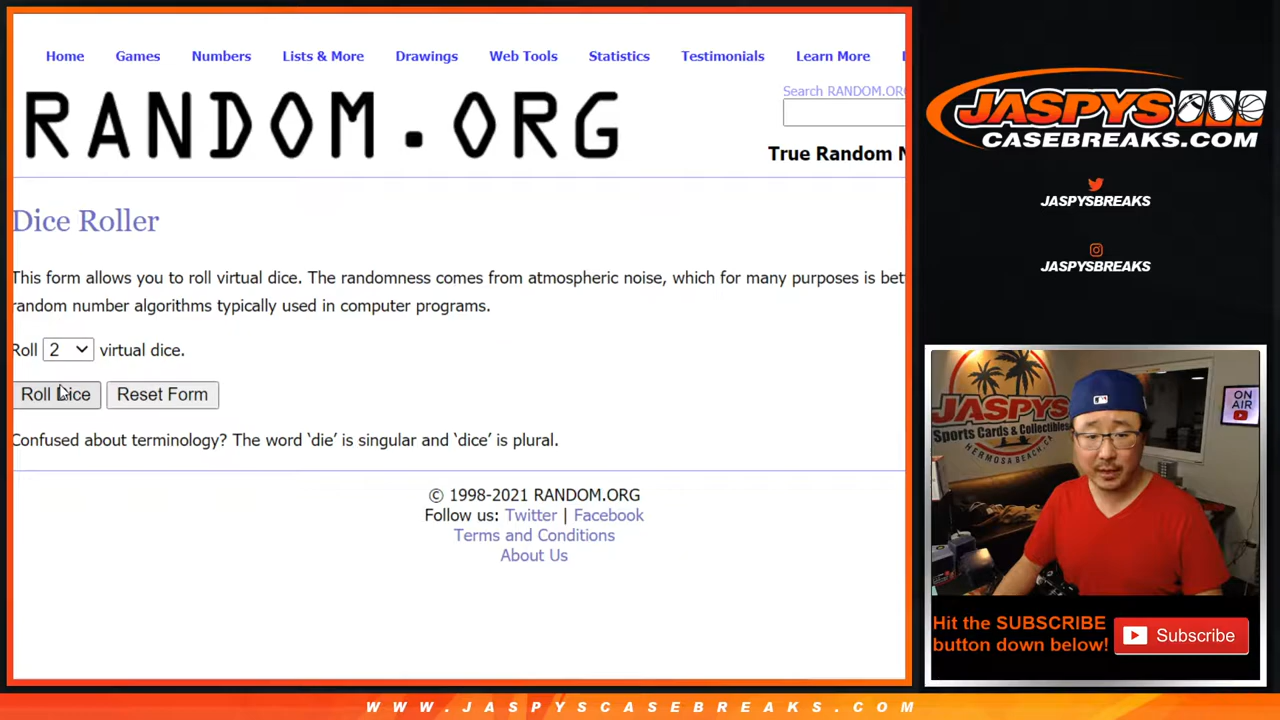 Home Games Numbers Lists & More Drawings Web Tools Statistics Testimonials Learn More
RANDOM.ORG
Search RANDOM.ORG
True Random N
Dice Roller
This form allows you to roll virtual dice. The randomness comes from atmospheric noise, which for many purposes is bet
random number algorithms typically used in computer programs.
Roll 2 virtual dice.
Roll Dice Reset Form
Confused about terminology? The word ‘die’ is singular and ‘dice’ is plural.
© 1998-2021 RANDOM.ORG
Follow us: Twitter | Facebook
Terms and Conditions
About Us
JASPYS
CASEBREAKS.COM
JASPYSBREAKS
JASPYSBREAKS
JASPYS
Sports Cards & Collectibles
HERMOSA BEACH, CA
ON
AIR
Hit the SUBSCRIBE
button down below!
Subscribe
WWW.JASPYSCASEBREAKS.COM